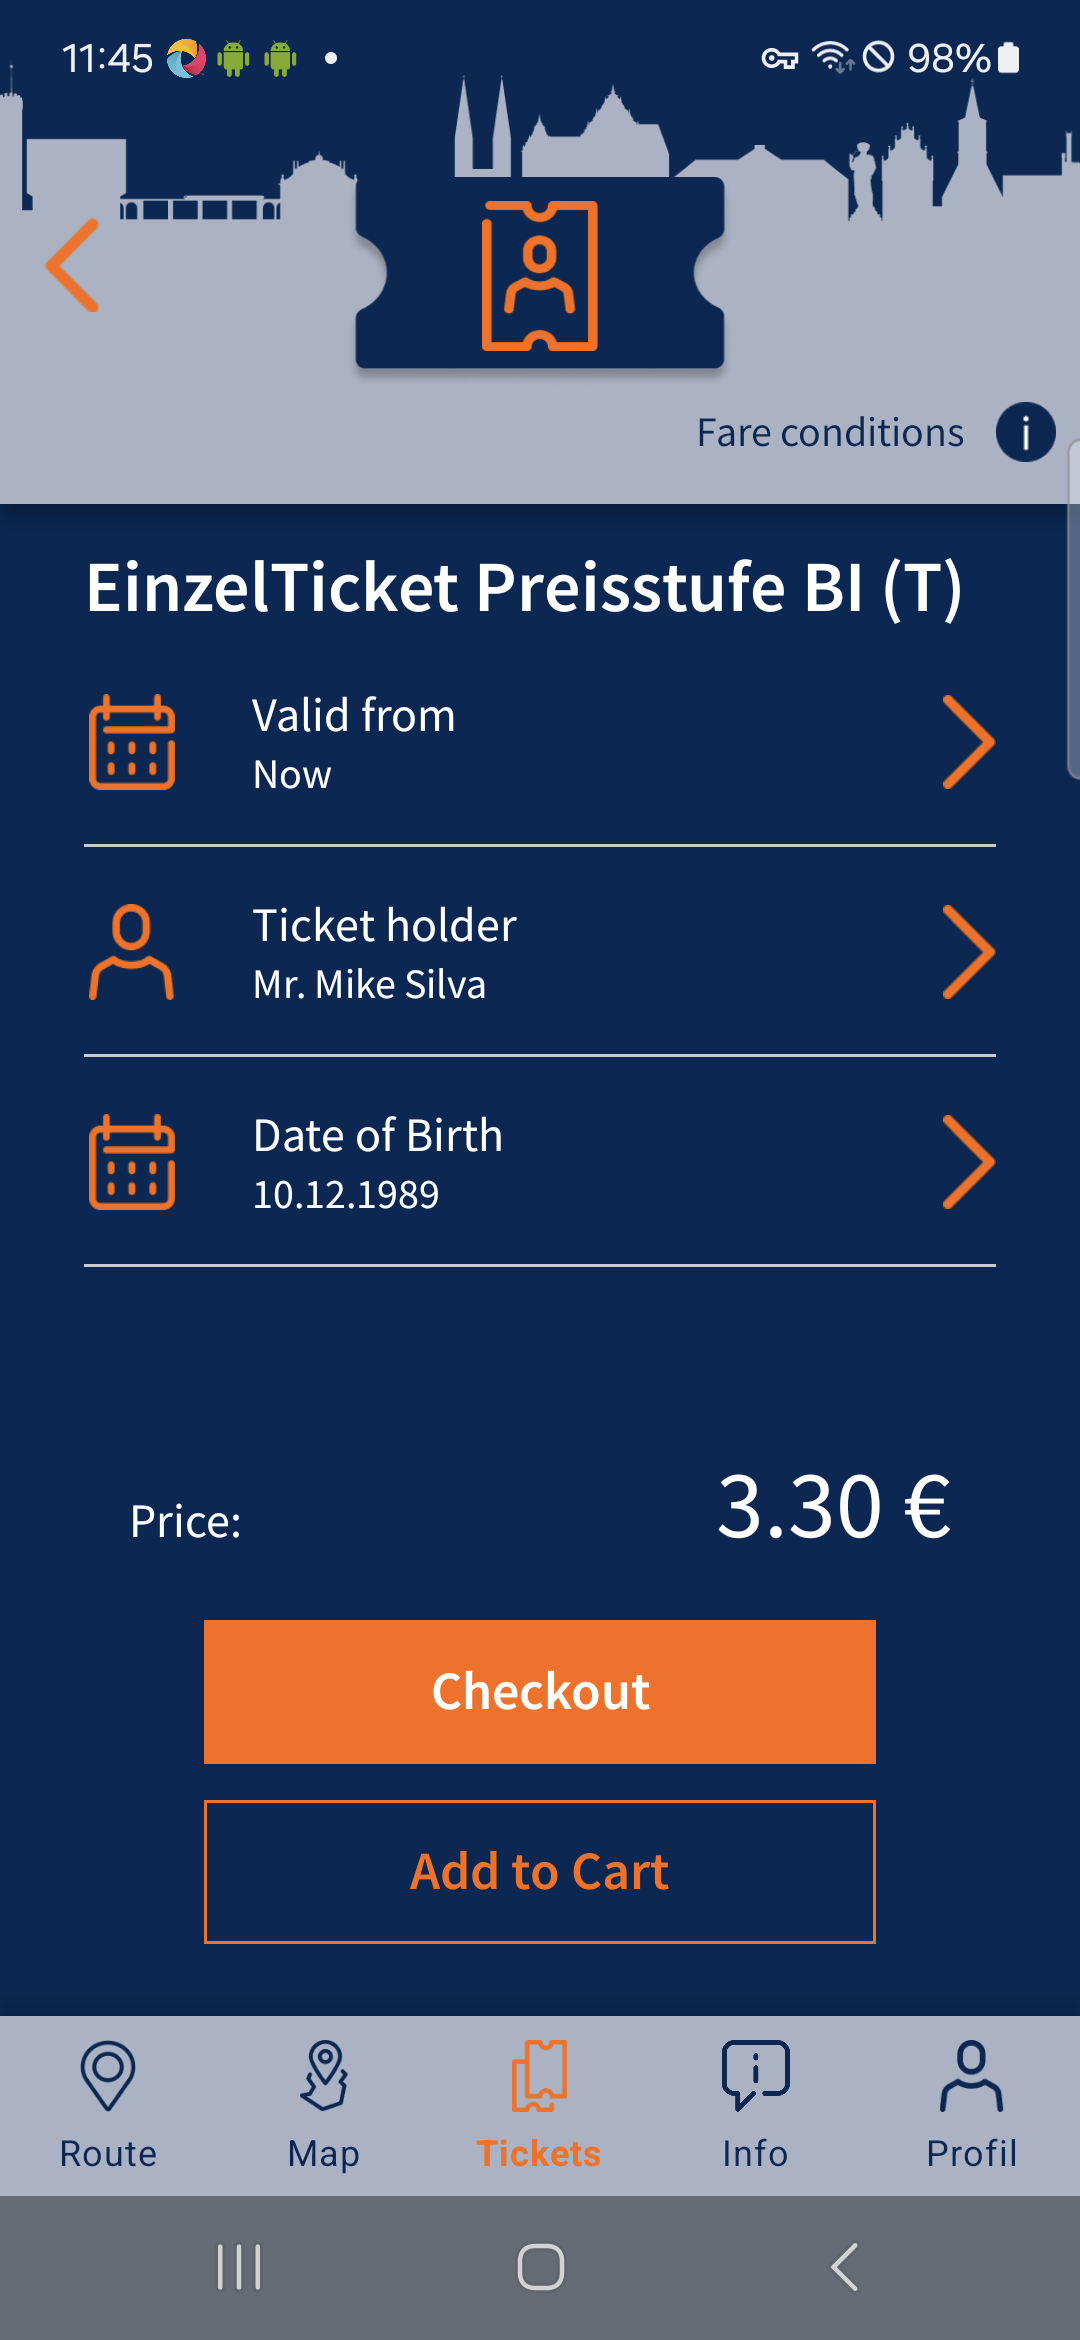 11:45
98%
Fare conditions
EinzelTicket Preisstufe BI (T)
Valid from
Now
Ticket holder
Mr. Mike Silva
Date of Birth
10.12.1989
Price:
3.30 €
Checkout
Add to Cart
Route
Map
Tickets
Info
Profil